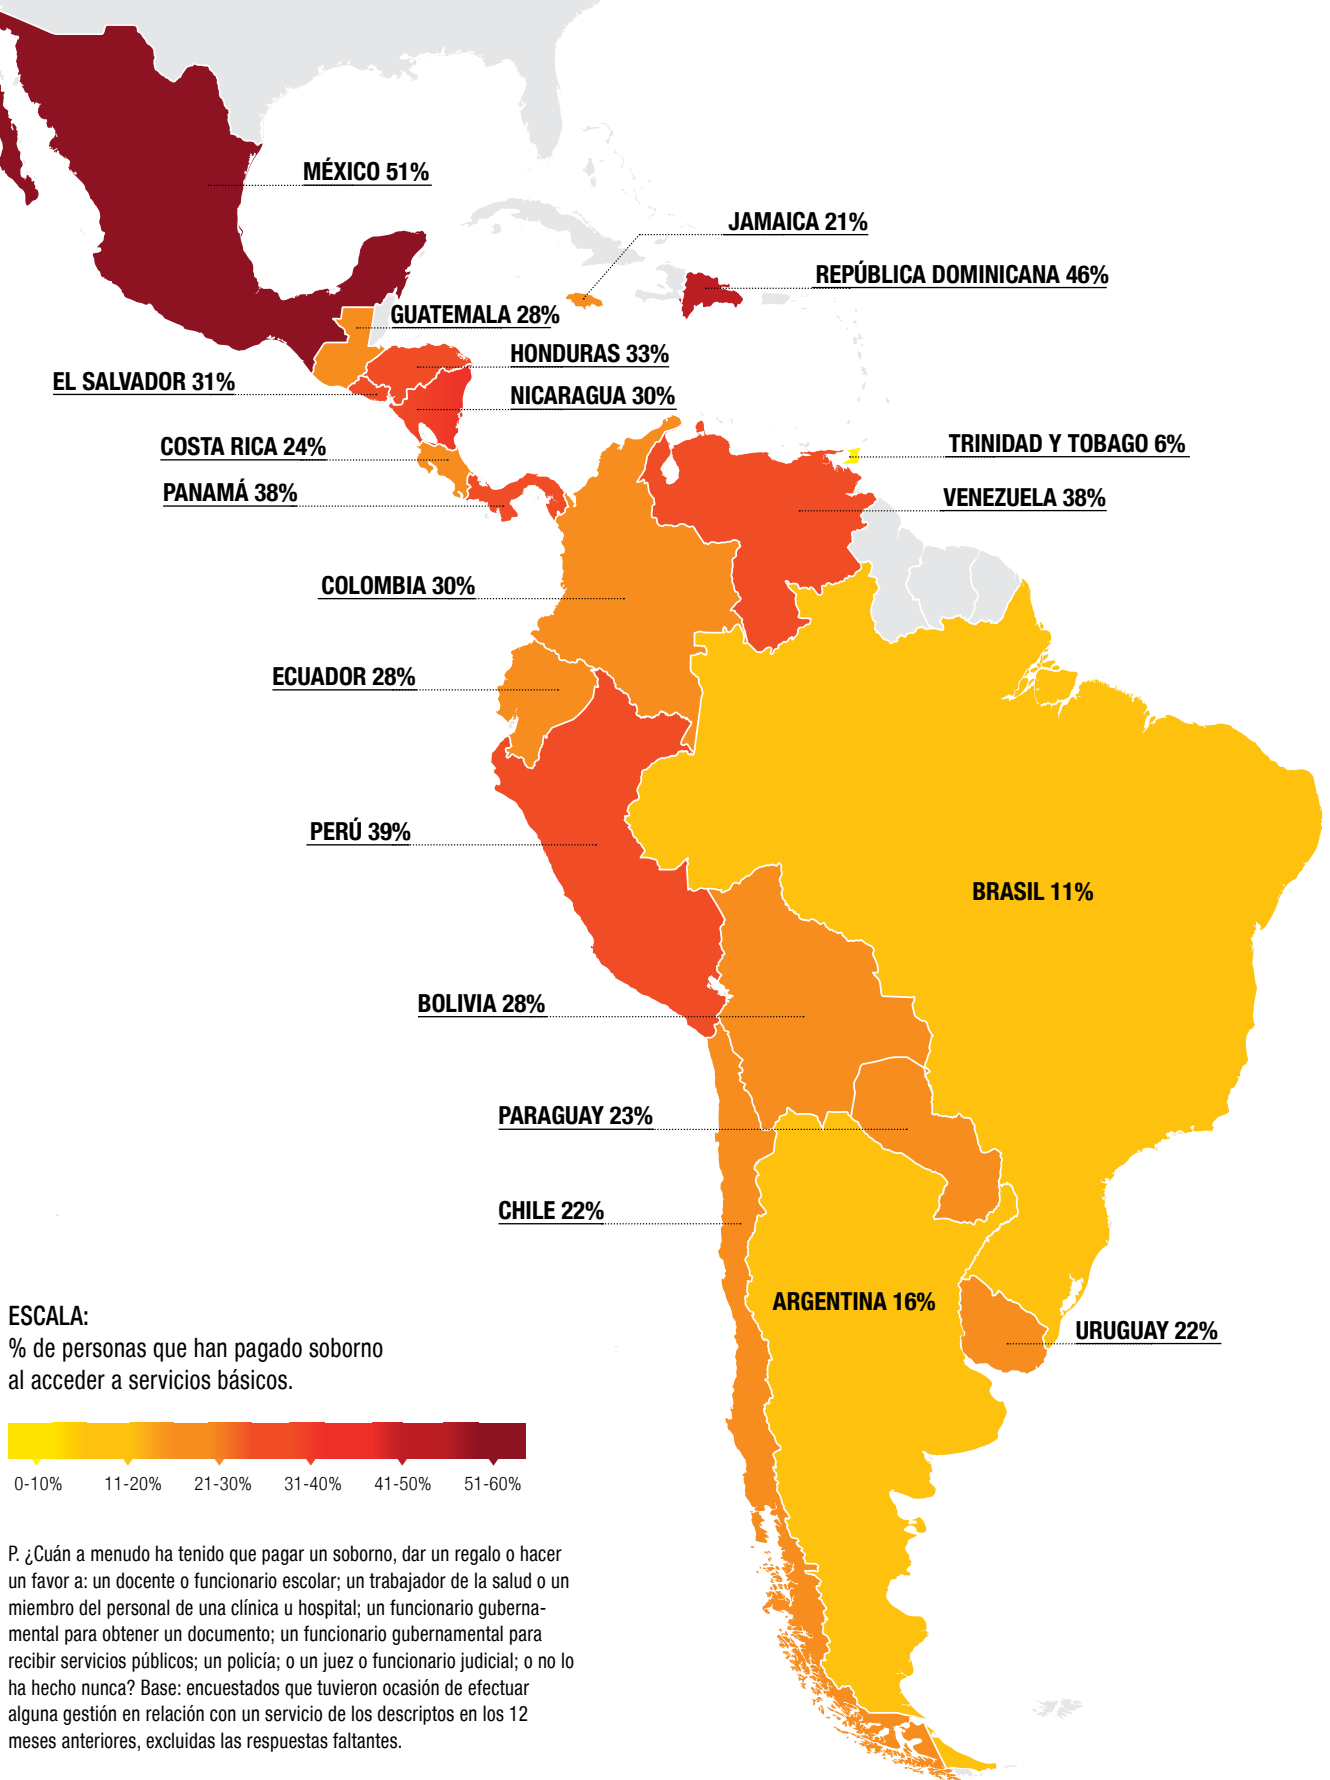 MÉXICO 51%
JAMAICA 21%
REPÚBLICA DOMINICANA 46%
GUATEMALA 28%
HONDURAS 33%
EL SALVADOR 31%
NICARAGUA 30%
COSTA RICA 24%
TRINIDAD Y TOBAGO 6%
PANAMÁ 38%
VENEZUELA 38%
COLOMBIA 30%
ECUADOR 28%
PERÚ 39%
BRASIL 11%
BOLIVIA 28%
PARAGUAY 23%
CHILE 22%
ARGENTINA 16%
URUGUAY 22%
ESCALA:
% de personas que han pagado soborno
al acceder a servicios básicos.
0-10% 11-20% 21-30% 31-40% 41-50% 51-60%
P. ¿Cuán a menudo ha tenido que pagar un soborno, dar un regalo o hacer
un favor a: un docente o funcionario escolar; un trabajador de la salud o un
miembro del personal de una clínica u hospital; un funcionario guberna-
mental para obtener un documento; un funcionario gubernamental para
recibir servicios públicos; un policía; o un juez o funcionario judicial; o no lo
ha hecho nunca? Base: encuestados que tuvieron ocasión de efectuar
alguna gestión en relación con un servicio de los descriptos en los 12
meses anteriores, excluidas las respuestas faltantes.